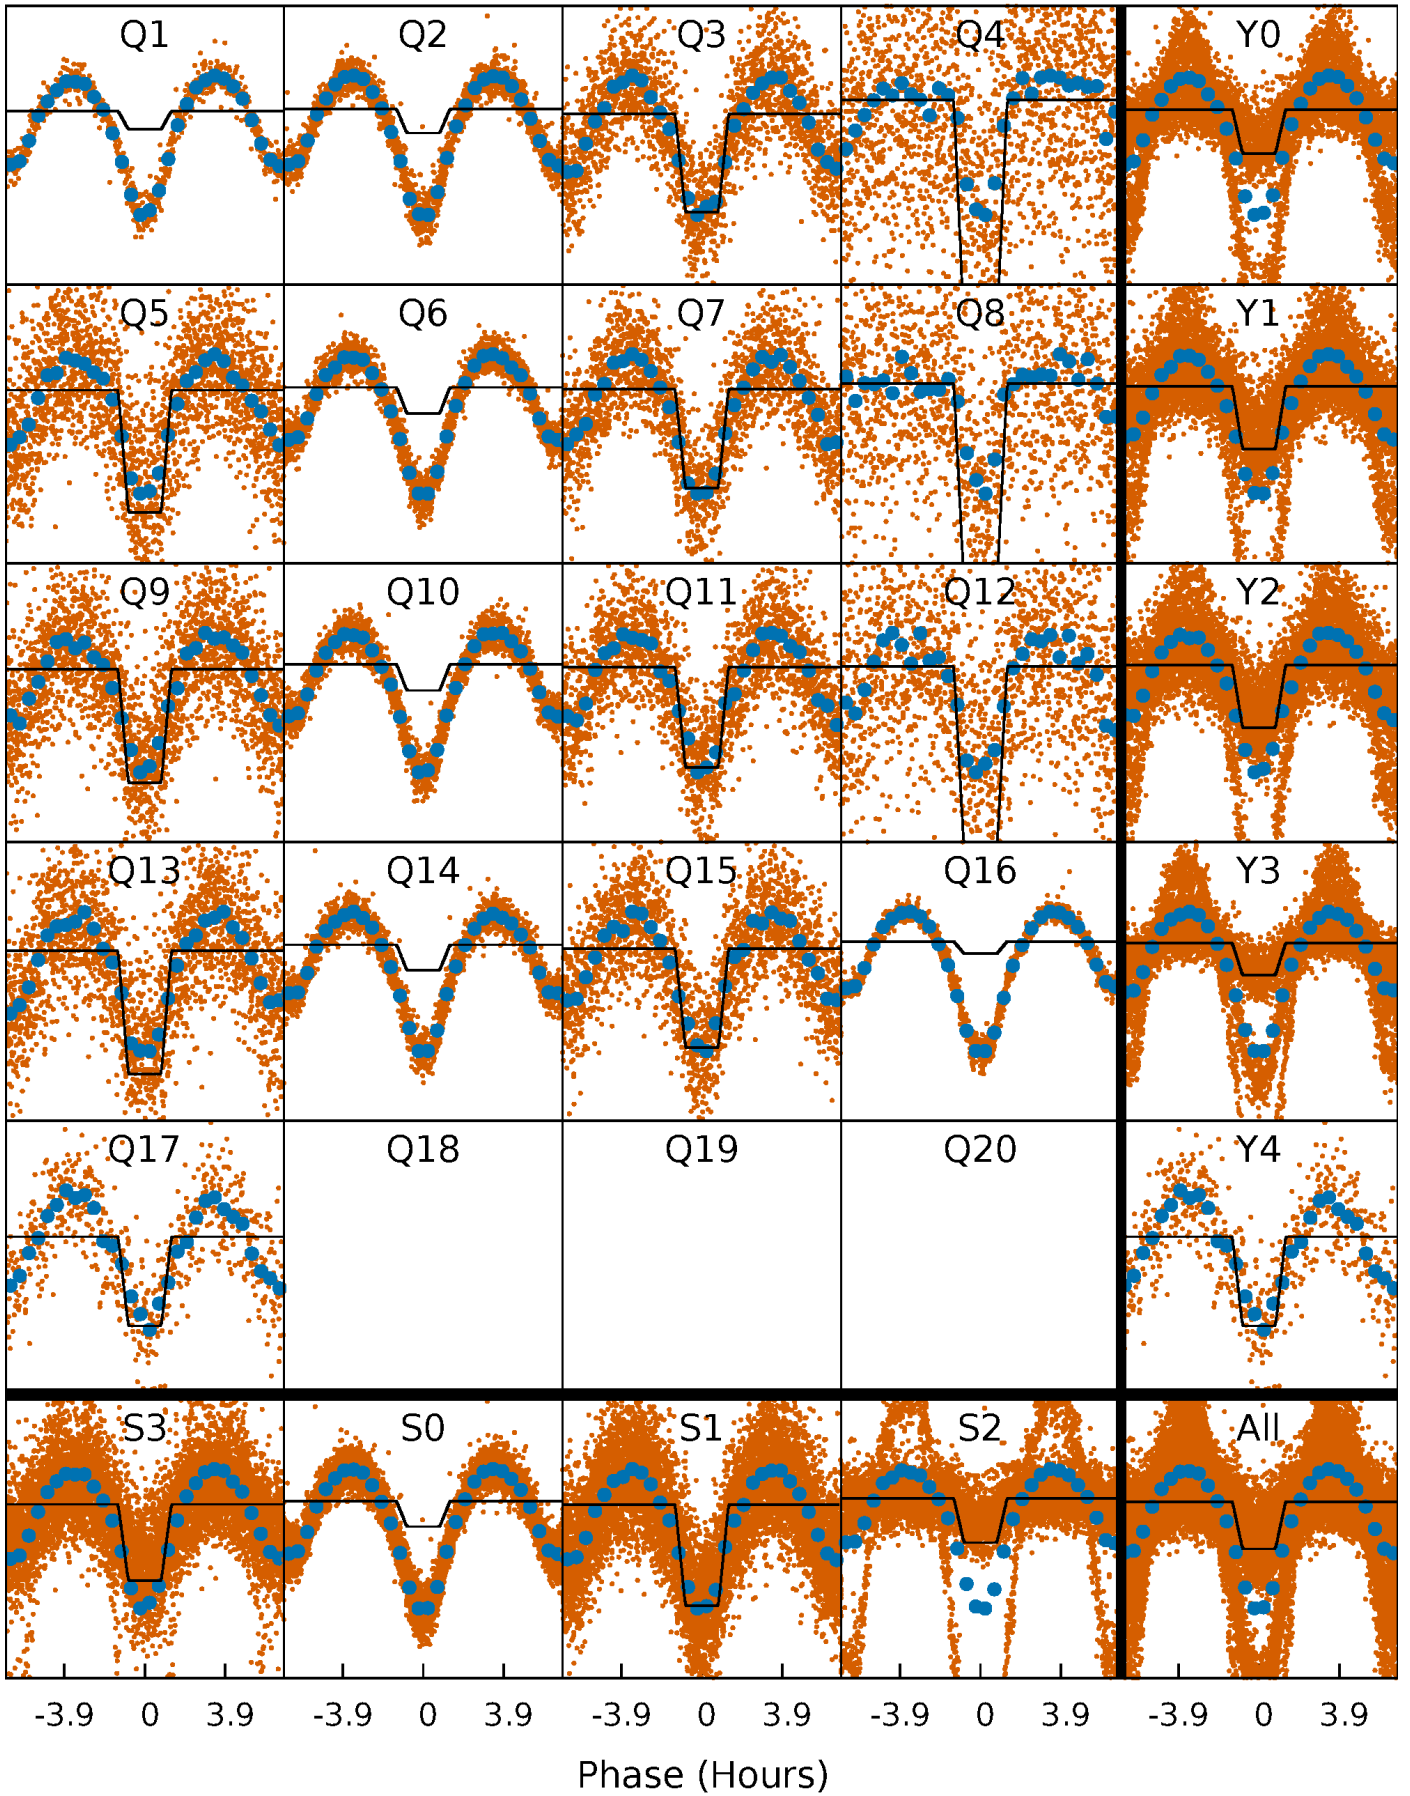 Q1 Q2 Q3 Q4 Y0
Q5 Q6 Q7 Q8 Y1
Q9 Q10 Q11 Q12 Y2
Q13 Q14 Q15 Q16 Y3
Q17 Q18 Q19 Q20 Y4
S3 S0 S1 S2 All
-3.9 0 3.9 -3.9 0 3.9 -3.9 0 3.9 -3.9 0 3.9 -3.9 0 3.9
Phase (Hours)